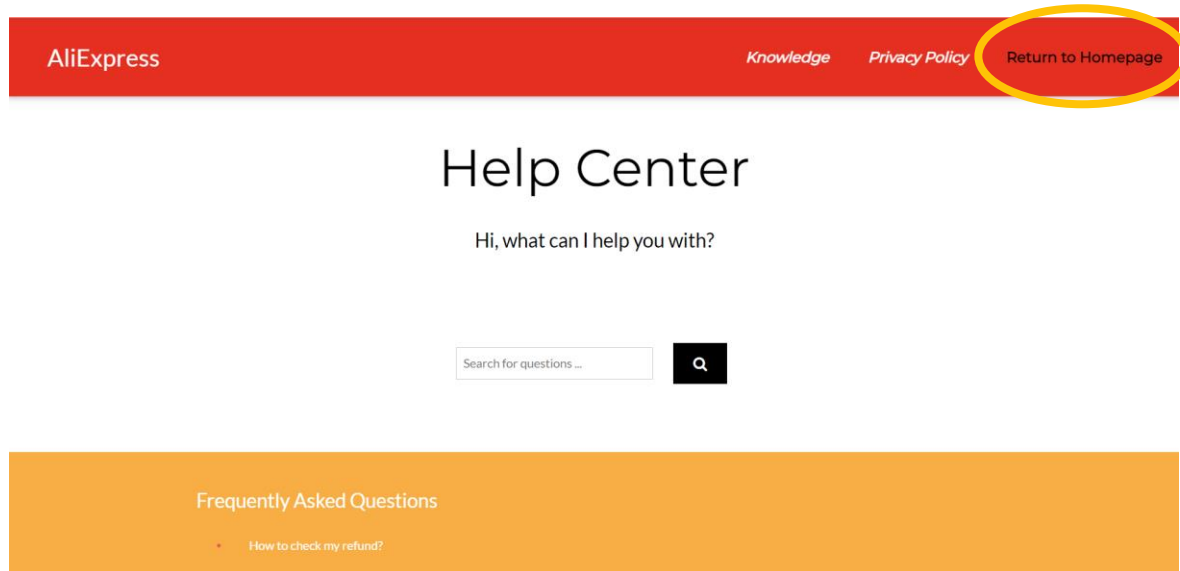 AliExpress
Knowledge Privacy Policy Return to Homepage
Help Center
Hi, what can I help you with?
Search for questions ...
Frequently Asked Questions
How to check my refund?